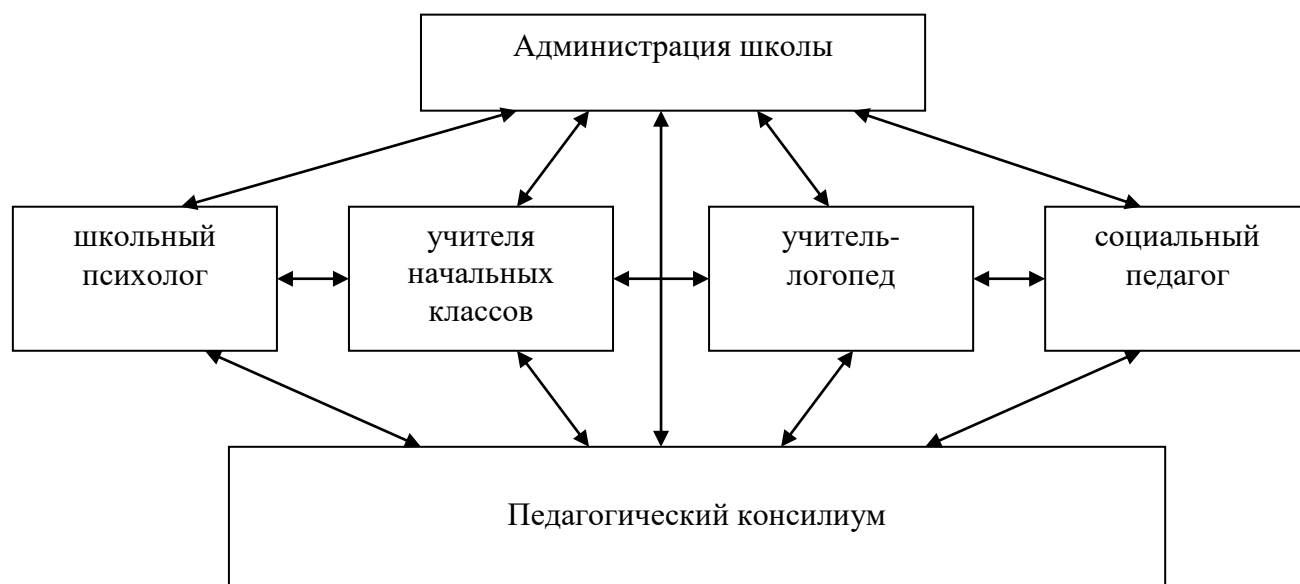 Администрация школы
школьный
психолог
учителя
начальных
классов
учитель-
логопед
социальный
педагог
Педагогический консилиум